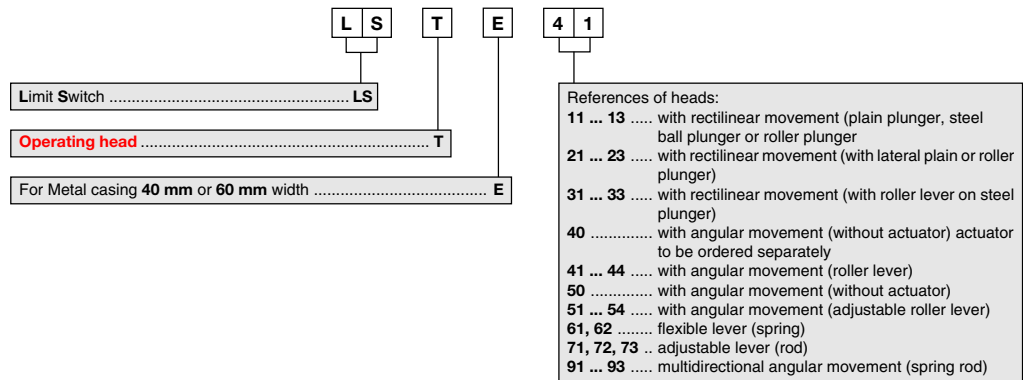 L S T E 4 1
Limit Switch ...................................................... LS
Operating head ................................................................. T
For Metal casing 40 mm or 60 mm width ........................................ E
References of heads:
11 ... 13 ..... with rectilinear movement (plain plunger, steel
ball plunger or roller plunger
21 ... 23 ..... with rectilinear movement (with lateral plain or roller
plunger)
31 ... 33 ..... with rectilinear movement (with roller lever on steel
plunger)
40 .............. with angular movement (without actuator) actuator
to be ordered separately
41 ... 44 ..... with angular movement (roller lever)
50 .............. with angular movement (without actuator)
51 ... 54 ..... with angular movement (adjustable roller lever)
61, 62 ........ flexible lever (spring)
71, 72, 73 .. adjustable lever (rod)
91 ... 93 ..... multidirectional angular movement (spring rod)